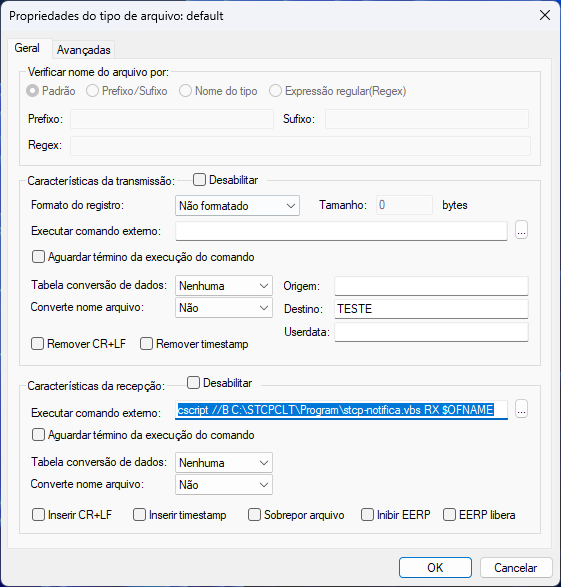 Propriedades do tipo de arquivo: default
Geral
Avançadas
Verificar nome do arquivo por:
Padrão Prefixo/Sufixo Nome do tipo Expressão regular(Regex)
Prefixo: Sufixo:
Regex:
Características da transmissão: Desabilitar
Formato do registro: Não formatado Tamanho: 0 bytes
Executar comando externo: ...
Aguardar término da execução do comando
Tabela conversão de dados: Nenhuma Origem:
Converte nome arquivo: Não Destino: TESTE
Userdata:
Remover CR+LF Remover timestamp
Características da recepção: Desabilitar
Executar comando externo: cscript //B C:\STCPCLT\Program\stcp-notifica.vbs RX $OFNAME ...
Aguardar término da execução do comando
Tabela conversão de dados: Nenhuma
Converte nome arquivo: Não
Inserir CR+LF Inserir timestamp Sobrepor arquivo Inibir EERP EERP libera
OK Cancelar